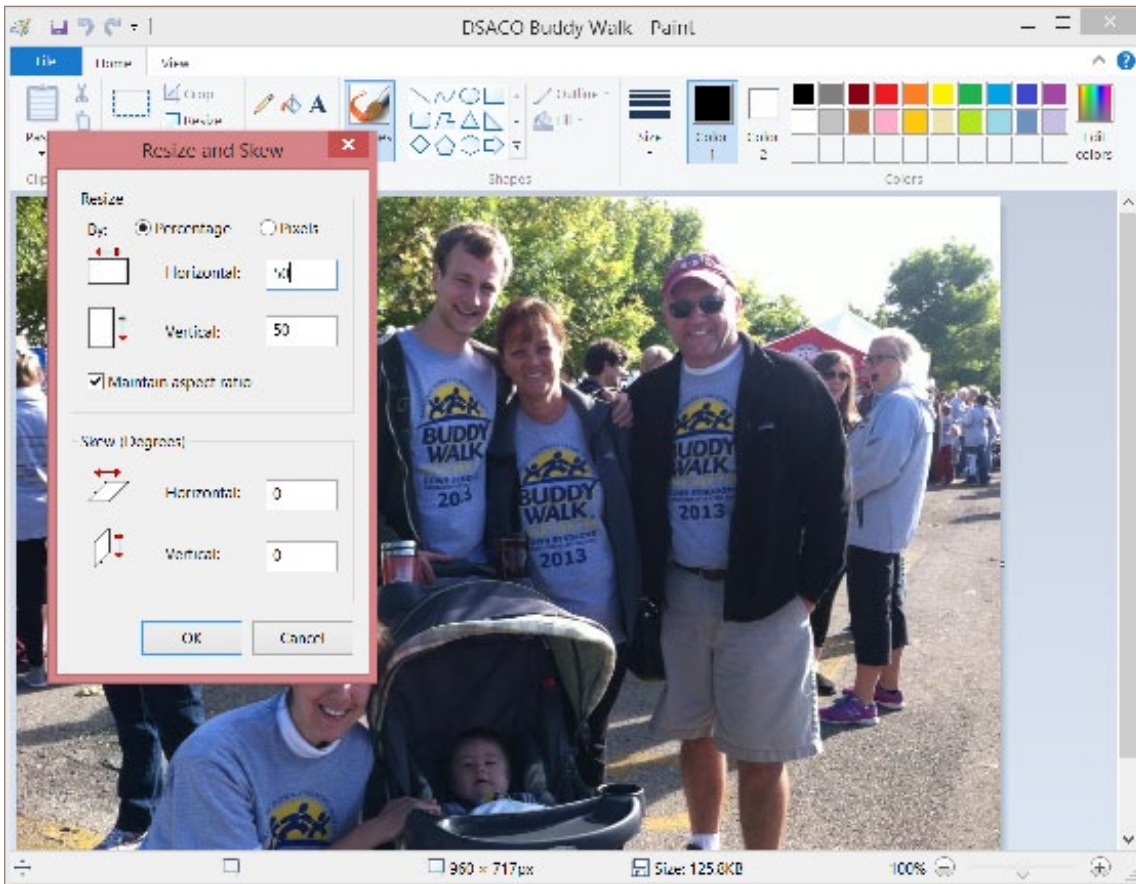 DSACO Buddy Walk - Paint
File Home View
Crop
Resize
A
Outline
Fill
Size
Color 1
Color 2
Edit colors
Shapes
Colors
Resize and Skew
Resize
By: Percentage Pixels
Horizontal: 50
Vertical: 50
Maintain aspect ratio
Skew (Degrees)
Horizontal: 0
Vertical: 0
OK Cancel
BUDDY
WALK
2013
BUDDY
WALK
2013
BUDDY
WALK
2013
960 × 717px
Size: 125.8KB
100%